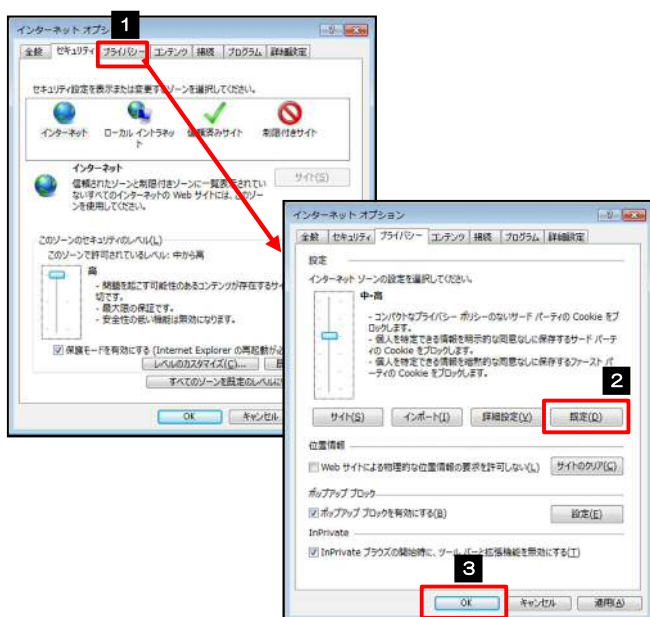 1
インターネット オプシ
全般 セキュリティ プライバシー コンテンツ 接続 プログラム 詳細設定
セキュリティ設定を表示または変更するゾーンを選択してください。
インターネット ローカル イントラネット 信頼済みサイト 制限付きサイト
インターネット
信頼されたゾーンと制限付きゾーンに一覧表示されてい
ないすべてのインターネットの Web サイトには、このゾー
ンを使用してください。
サイト(S)
このゾーンのセキュリティのレベル(L)
このゾーンで許可されているレベル: 中から高
高
- 問題を起こす可能性のあるコンテンツが存在するサイ
切です。
- 最大限の保証です。
- 安全性の低い機能は無効になります。
保護モードを有効にする (Internet Explorer の再起動が必
レベルのカスタマイズ(C)...
すべてのゾーンを既定のレベルに
OK キャンセル
インターネット オプション
全般 セキュリティ プライバシー コンテンツ 接続 プログラム 詳細設定
設定
インターネット ゾーンの設定を選択してください。
中-高
- コンパクトなプライバシー ポリシーのないサード パーティの Cookie をブ
ロックします。
- 個人を特定できる情報を明示的な同意なしに保存するサード パーテ
ィの Cookie をブロックします。
- 個人を特定できる情報を暗黙的な同意なしに保存するファースト パ
ーティの Cookie をブロックします。
2
サイト(S) インポート(I) 詳細設定(V) 既定(D)
位置情報
Web サイトによる物理的な位置情報の要求を許可しない(L) サイトのクリア(C)
ポップアップ ブロック
ポップアップ ブロックを有効にする(B) 設定(E)
InPrivate
InPrivate ブラウズの開始時に、ツール バーと拡張機能を無効にする(T)
3
OK キャンセル 適用(A)